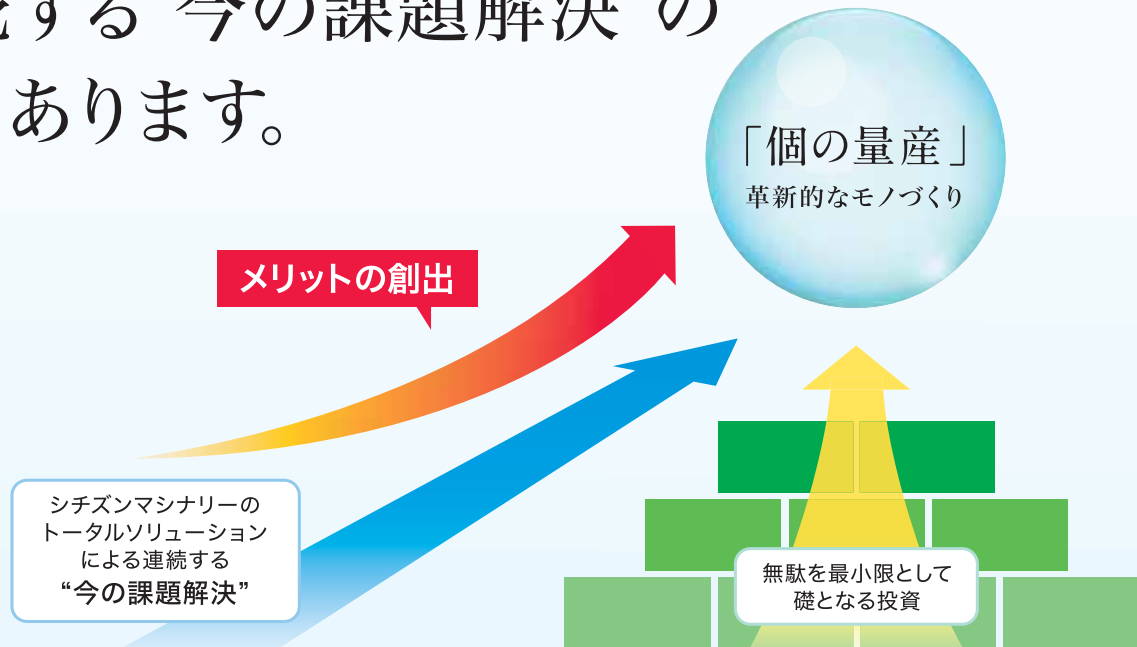 する“今の課題解決”の
あります。
「個の量産」
革新的なモノづくり
メリットの創出
シチズンマシナリーの
トータルソリューション
による連続する
“今の課題解決”
無駄を最小限として
礎となる投資